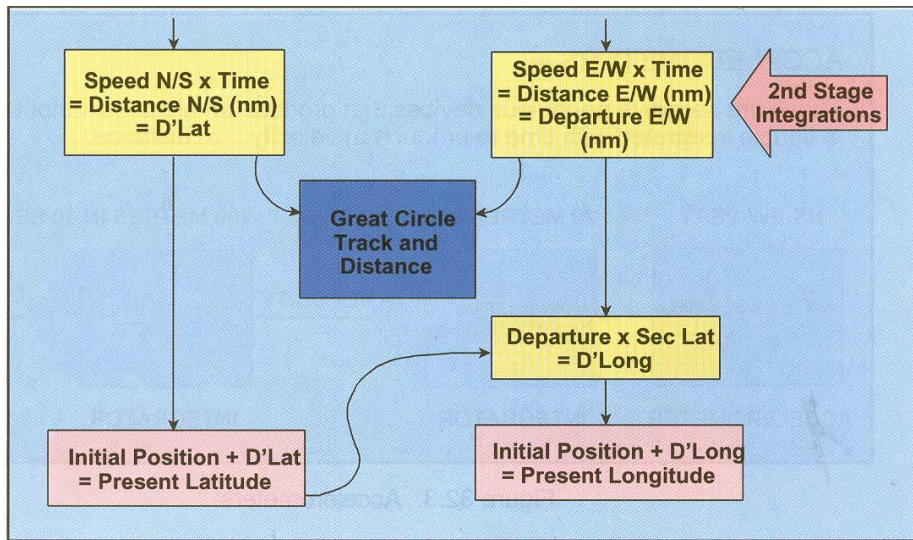 Speed N/S x Time
= Distance N/S (nm)
= D'Lat
Speed E/W x Time
= Distance E/W (nm)
= Departure E/W
(nm)
2nd Stage
Integrations
Great Circle
Track and
Distance
Departure x Sec Lat
= D'Long
Initial Position + D'Lat
= Present Latitude
Initial Position + D'Long
= Present Longitude